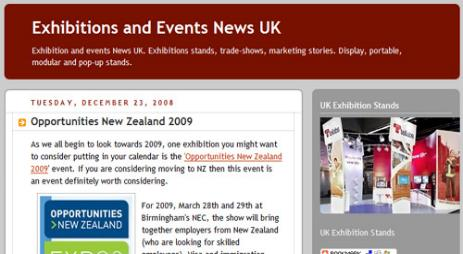 Exhibitions and Events News UK
Exhibition and events News UK. Exhibitions stands, trade-shows, marketing stories. Display, portable,
modular and pop-up stands.
TUESDAY, DECEMBER 23, 2008
Opportunities New Zealand 2009
As we all begin to look towards 2009, one exhibition you might want
to consider putting in your calendar is the 'Opportunities New Zealand
2009' event. If you are considering moving to NZ then this event is
an event definitely worth considering.
OPPORTUNITIES
>NEW ZEALAND
For 2009, March 28th and 29th at
Birmingham's NEC, the show will bring
together employers from New Zealand
(who are looking for skilled
UK Exhibition Stands
UK Exhibition Stands